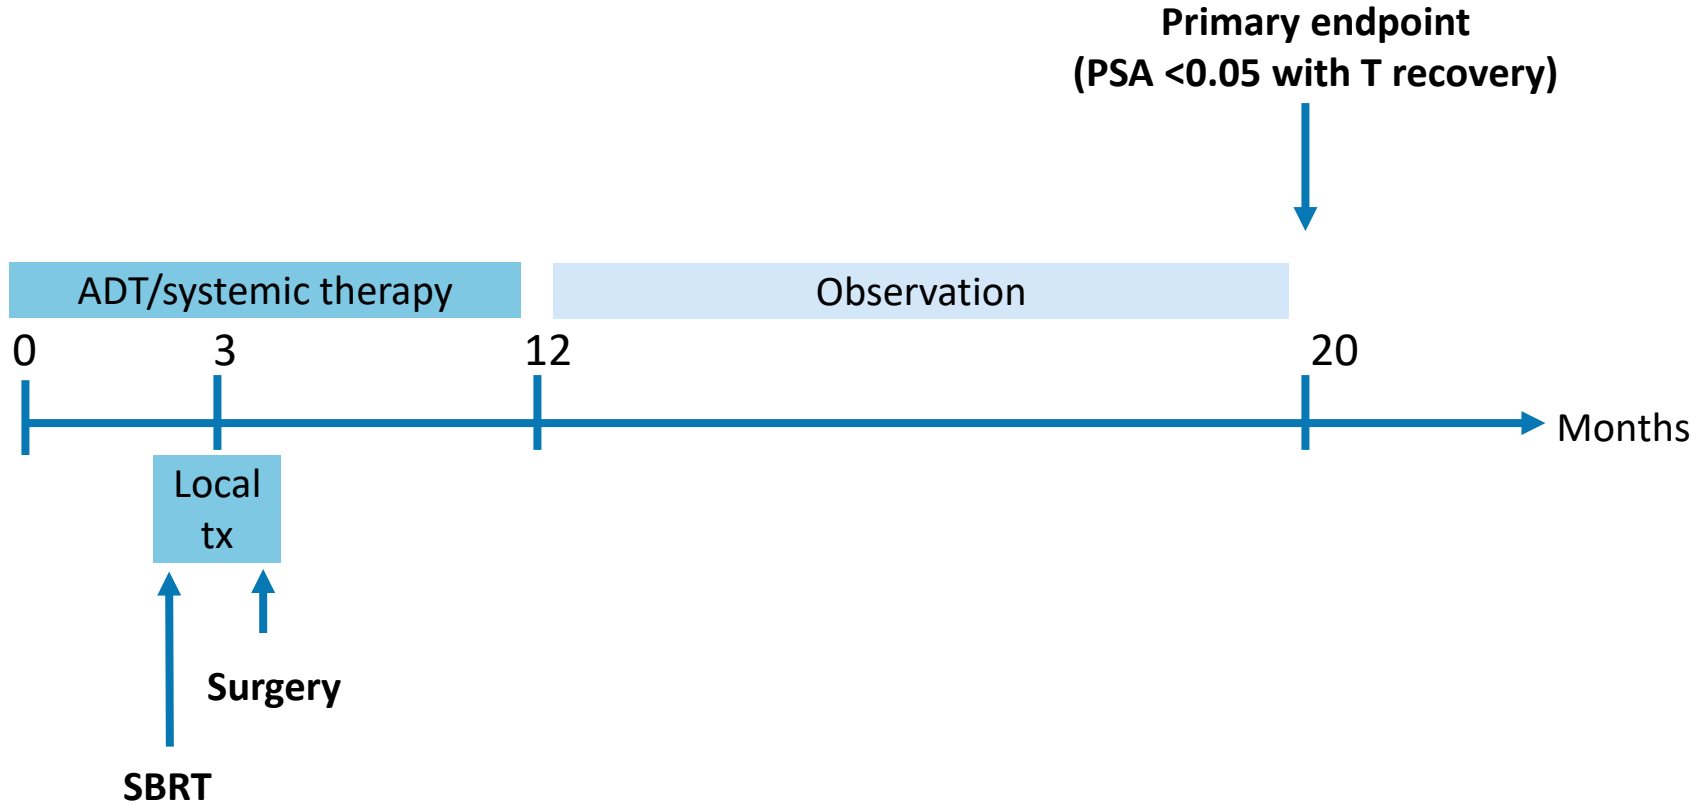 Primary endpoint
(PSA <0.05 with T recovery)
ADT/systemic therapy
Observation
0
3
12
20
Months
Local
tx
Surgery
SBRT